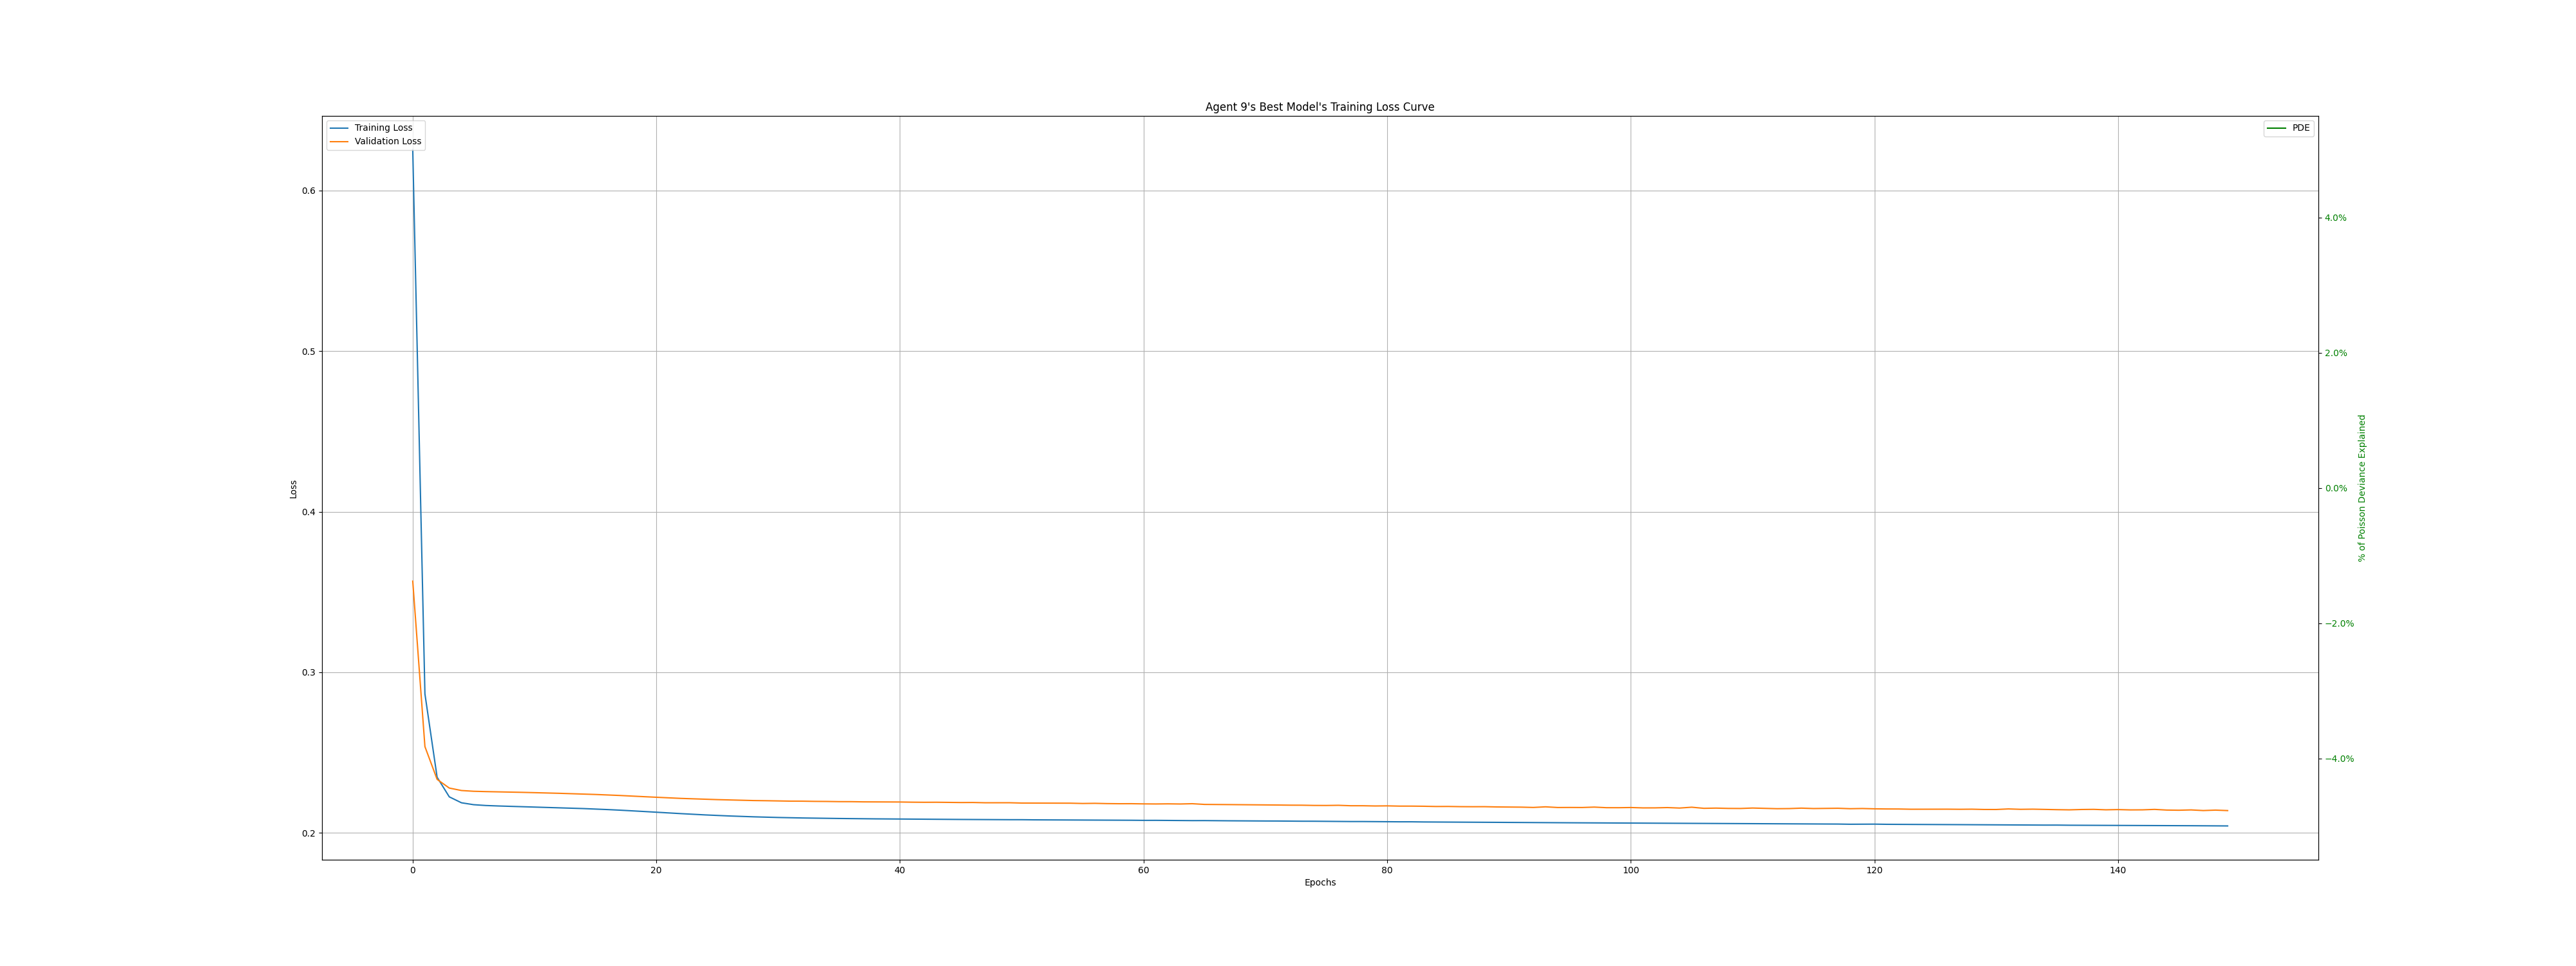 Agent 9's Best Model's Training Loss Curve
Training Loss
Validation Loss
PDE
0.6
0.5
0.4
0.3
0.2
Loss
4.0%
2.0%
0.0%
−2.0%
−4.0%
% of Poisson Deviance Explained
0 20 40 60 80 100 120 140
Epochs